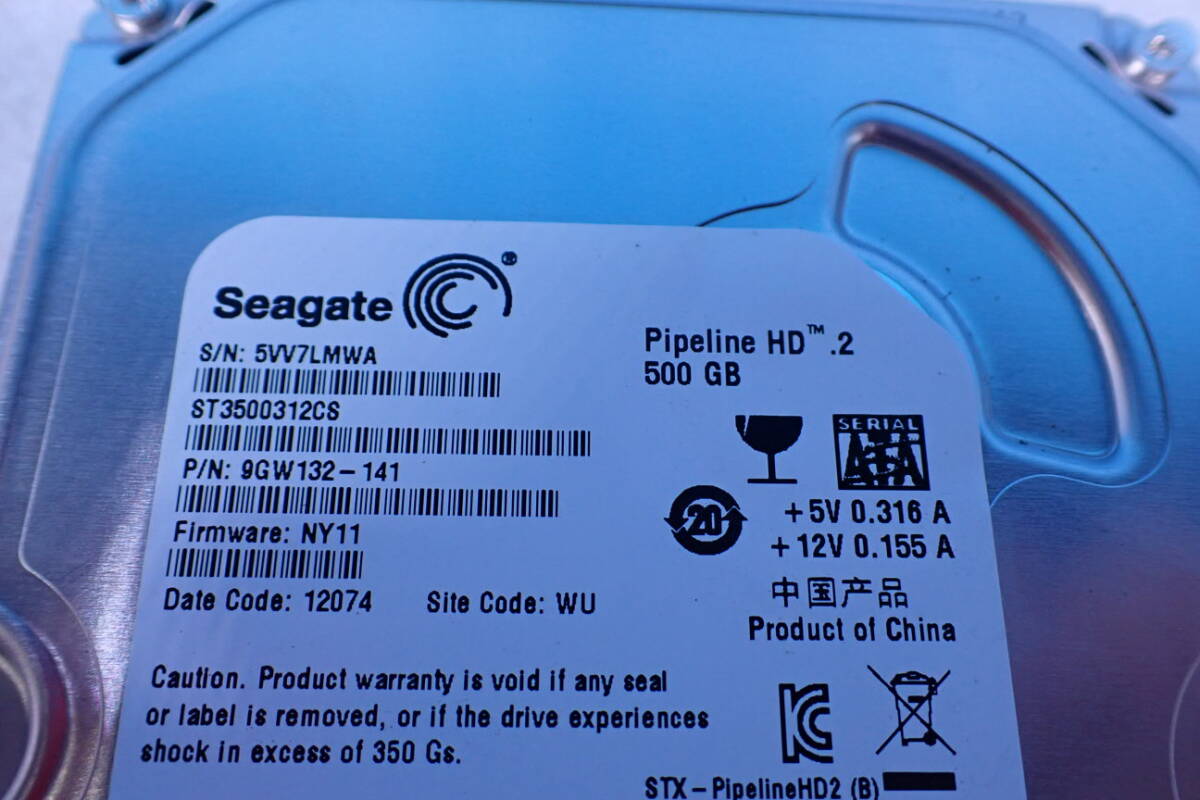 Seagate ®
S/N: 5VV7LMWA
ST3500312CS
P/N: 9GW132-141
Firmware: NY11
Date Code: 12074 Site Code: WU
Pipeline HD™.2
500 GB
SERIAL
ATA
20
+5V 0.316 A
+12V 0.155 A
中国产品
Product of China
Caution. Product warranty is void if any seal
or label is removed, or if the drive experiences
shock in excess of 350 Gs.
STX-PipelineHD2 (B)